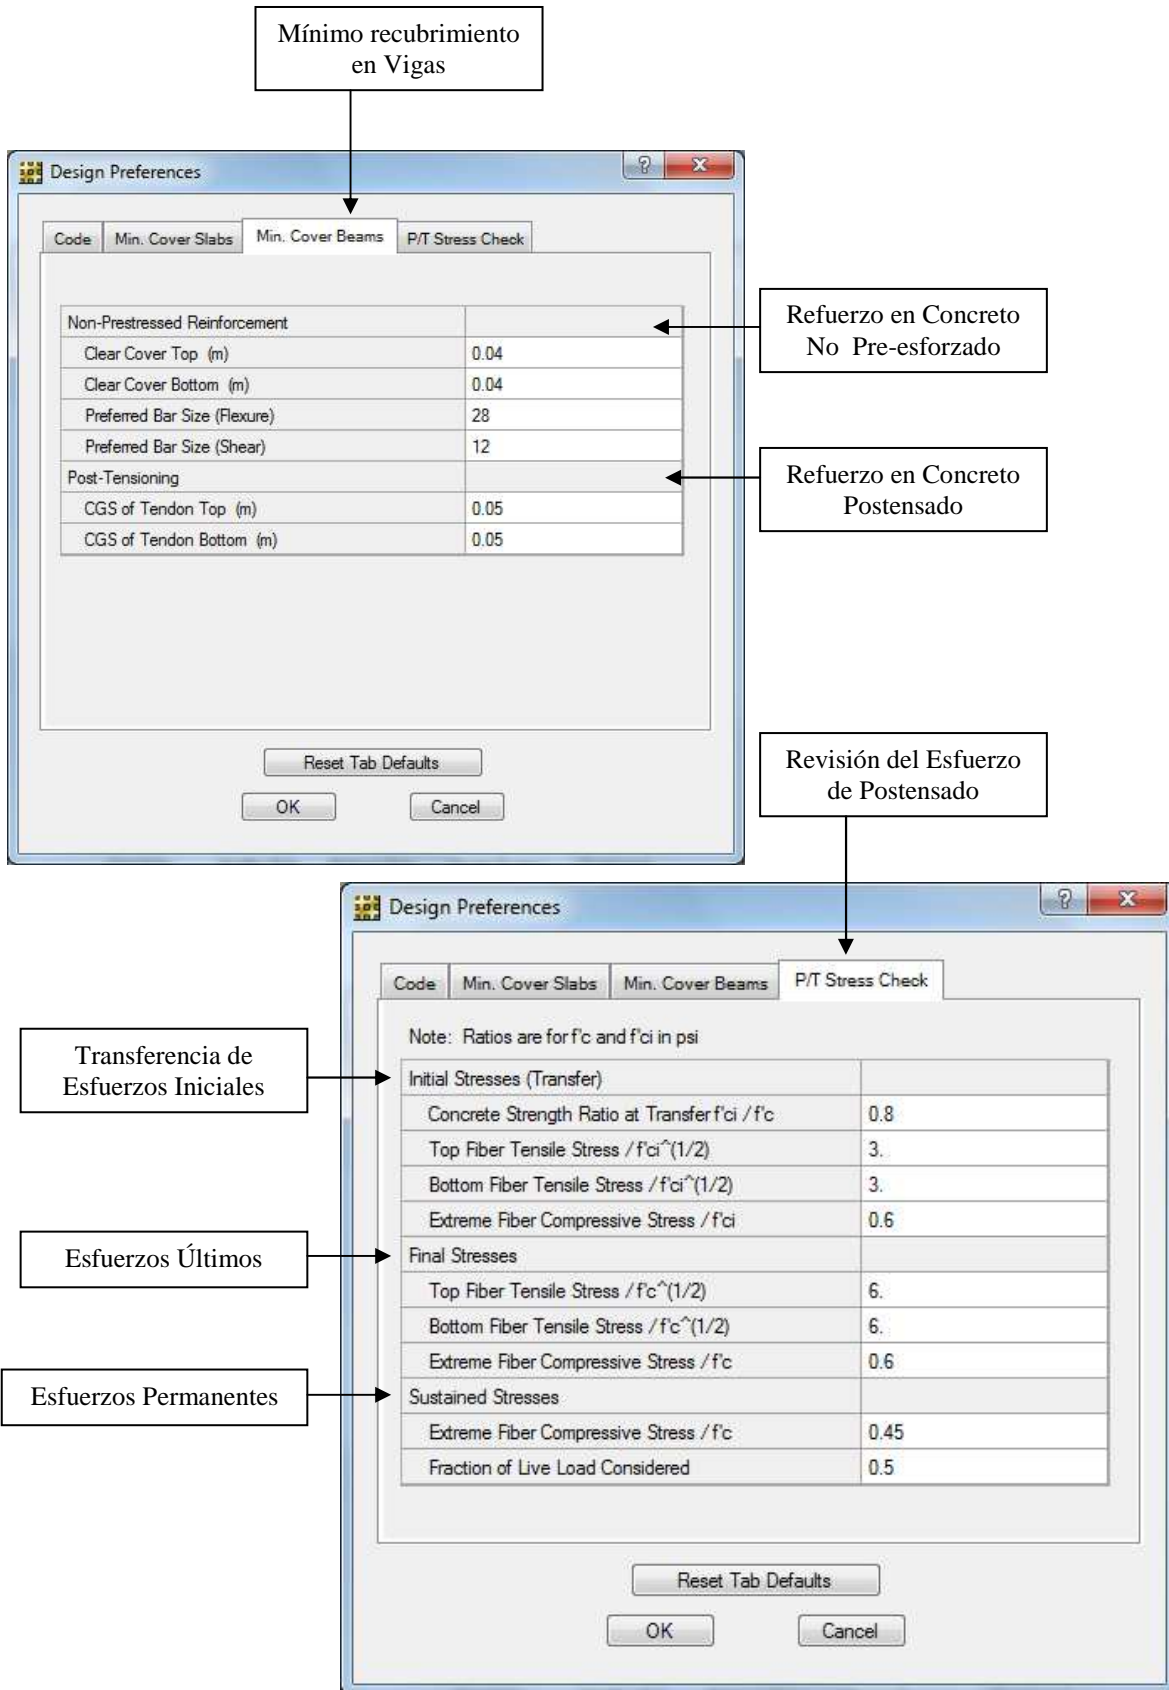 Mínimo recubrimiento
en Vigas
Design Preferences
Code Min. Cover Slabs Min. Cover Beams P/T Stress Check
Non-Prestressed Reinforcement
Clear Cover Top (m) 0.04
Clear Cover Bottom (m) 0.04
Preferred Bar Size (Flexure) 28
Preferred Bar Size (Shear) 12
Post-Tensioning
CGS of Tendon Top (m) 0.05
CGS of Tendon Bottom (m) 0.05
Reset Tab Defaults
OK Cancel
Refuerzo en Concreto
No Pre-esforzado
Refuerzo en Concreto
Postensado
Revisión del Esfuerzo
de Postensado
Design Preferences
Code Min. Cover Slabs Min. Cover Beams P/T Stress Check
Note: Ratios are for f'c and f'ci in psi
Initial Stresses (Transfer)
Concrete Strength Ratio at Transfer f'ci / f'c 0.8
Top Fiber Tensile Stress / f'ci^(1/2) 3.
Bottom Fiber Tensile Stress / f'ci^(1/2) 3.
Extreme Fiber Compressive Stress / f'ci 0.6
Final Stresses
Top Fiber Tensile Stress / f'c^(1/2) 6.
Bottom Fiber Tensile Stress / f'c^(1/2) 6.
Extreme Fiber Compressive Stress / f'c 0.6
Sustained Stresses
Extreme Fiber Compressive Stress / f'c 0.45
Fraction of Live Load Considered 0.5
Reset Tab Defaults
OK Cancel
Transferencia de
Esfuerzos Iniciales
Esfuerzos Últimos
Esfuerzos Permanentes